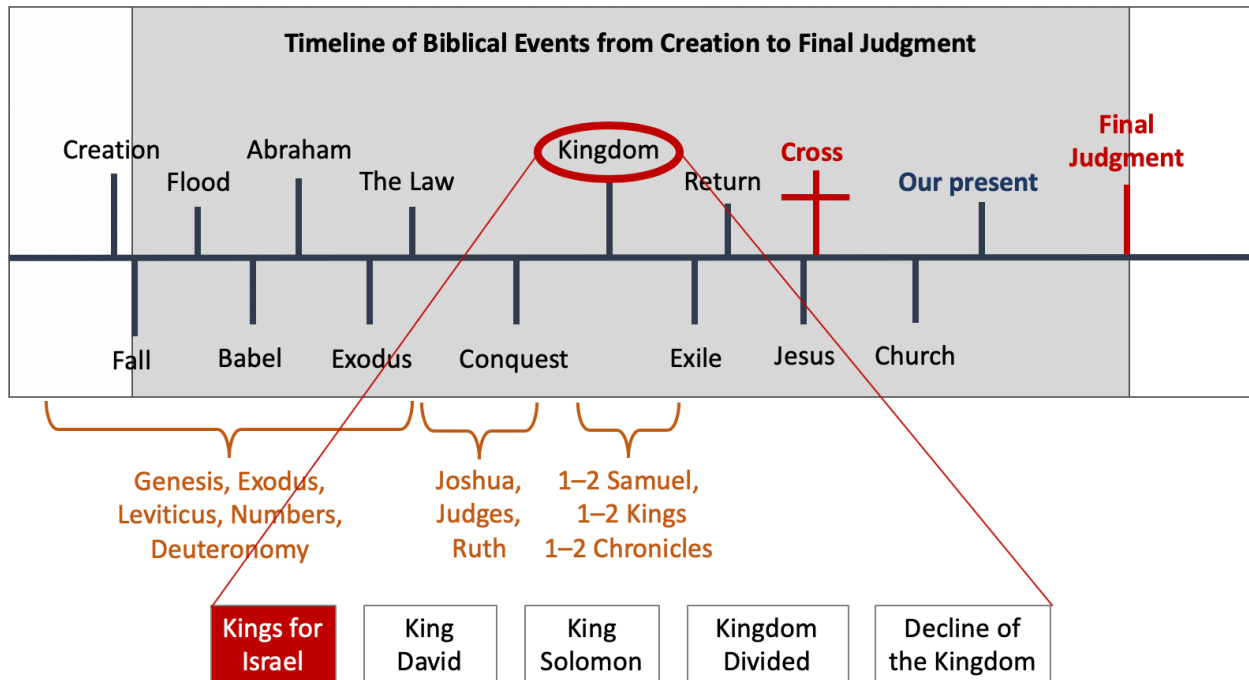 Timeline of Biblical Events from Creation to Final Judgment
Creation
Flood
Abraham
The Law
Kingdom
Return
Cross
Our present
Final
Judgment
Fall
Babel
Exodus
Conquest
Exile
Jesus
Church
Genesis, Exodus,
Leviticus, Numbers,
Deuteronomy
Joshua,
Judges,
Ruth
1–2 Samuel,
1–2 Kings
1–2 Chronicles
Kings for
Israel
King
David
King
Solomon
Kingdom
Divided
Decline of
the Kingdom